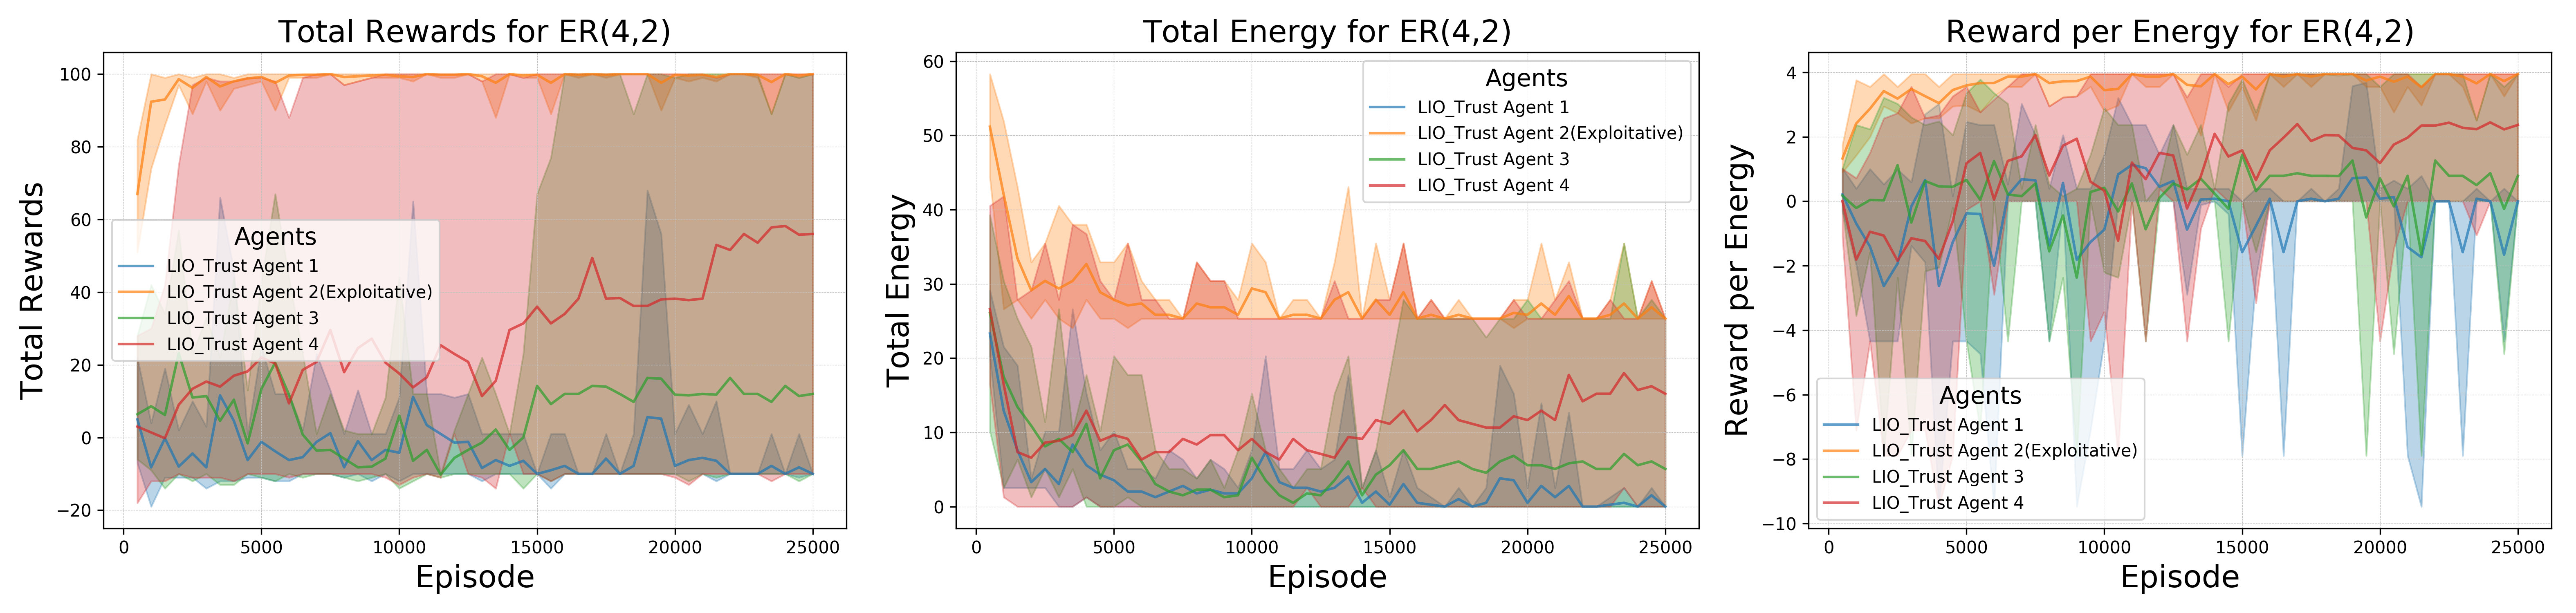 Total Rewards for ER(4,2)
Total Rewards
100
80
60
40
20
0
−20
Agents
LIO_Trust Agent 1
LIO_Trust Agent 2(Exploitative)
LIO_Trust Agent 3
LIO_Trust Agent 4
0 5000 10000 15000 20000 25000
Episode
Total Energy for ER(4,2)
Total Energy
60
50
40
30
20
10
0
Agents
LIO_Trust Agent 1
LIO_Trust Agent 2(Exploitative)
LIO_Trust Agent 3
LIO_Trust Agent 4
0 5000 10000 15000 20000 25000
Episode
Reward per Energy for ER(4,2)
Reward per Energy
4
2
0
−2
−4
−6
−8
−10
Agents
LIO_Trust Agent 1
LIO_Trust Agent 2(Exploitative)
LIO_Trust Agent 3
LIO_Trust Agent 4
0 5000 10000 15000 20000 25000
Episode